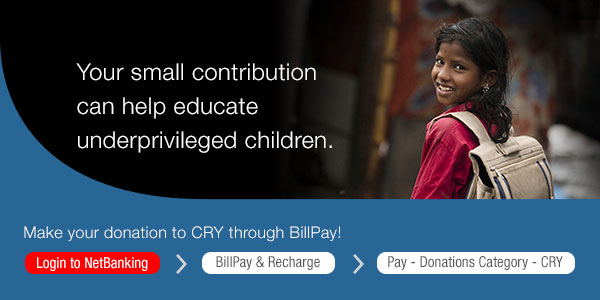 Your small contribution
can help educate
underprivileged children.
Make your donation to CRY through BillPay!
Login to NetBanking
BillPay & Recharge
Pay - Donations Category - CRY